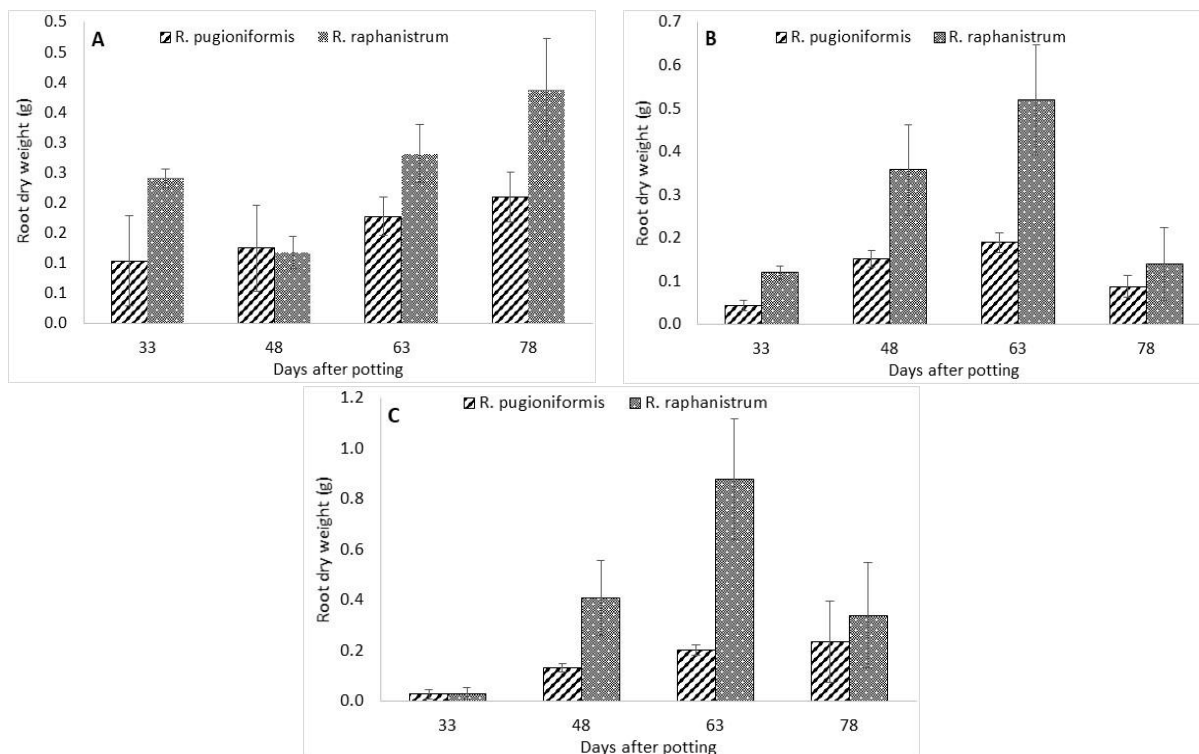 A
R. pugioniformis R. raphanistrum
Root dry weight (g)
0.5
0.5
0.4
0.4
0.3
0.3
0.2
0.2
0.1
0.1
0.0
33 48 63 78
Days after potting
B
R. pugioniformis R. raphanistrum
Root dry weight (g)
0.7
0.6
0.5
0.4
0.3
0.2
0.1
0.0
33 48 63 78
Days after potting
C
R. pugioniformis R. raphanistrum
Root dry weight (g)
1.2
1.0
0.8
0.6
0.4
0.2
0.0
33 48 63 78
Days after potting